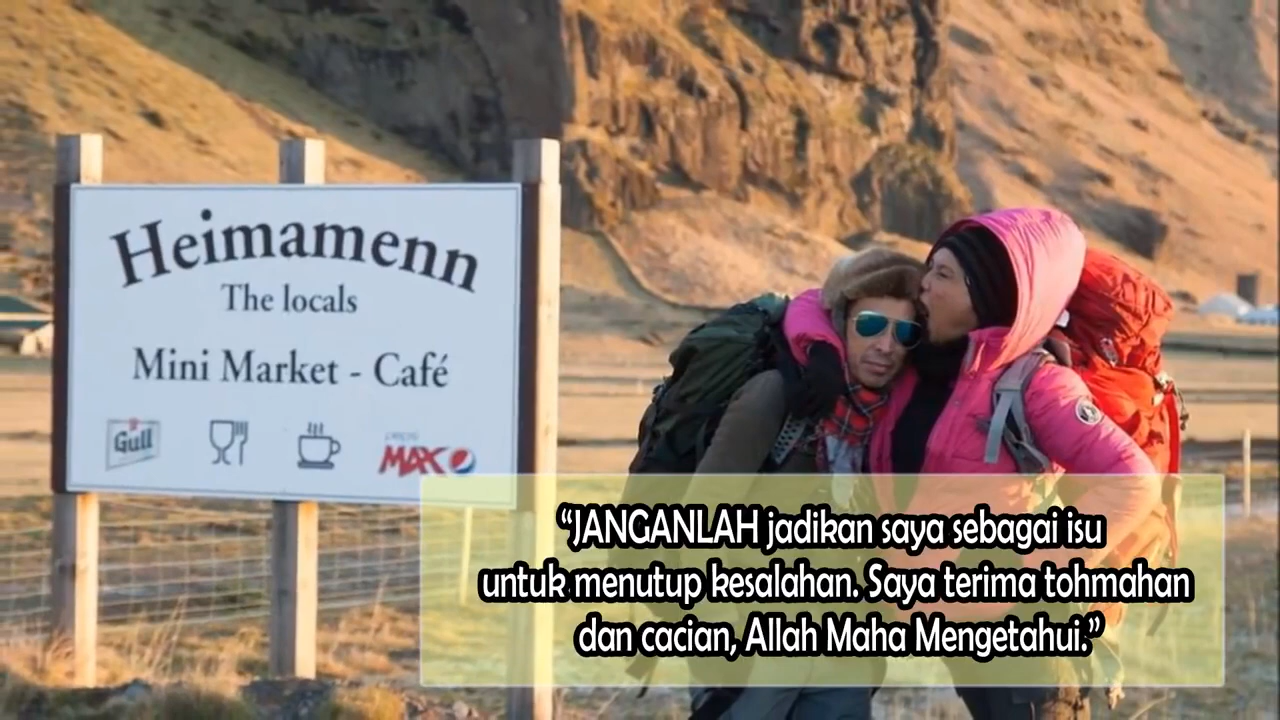 Heimamenn
The locals
Mini Market - Café
Gull
MAX
“JANGANLAH jadikan saya sebagai isu
untuk menutup kesalahan. Saya terima tohmahan
dan cacian, Allah Maha Mengetahui.”